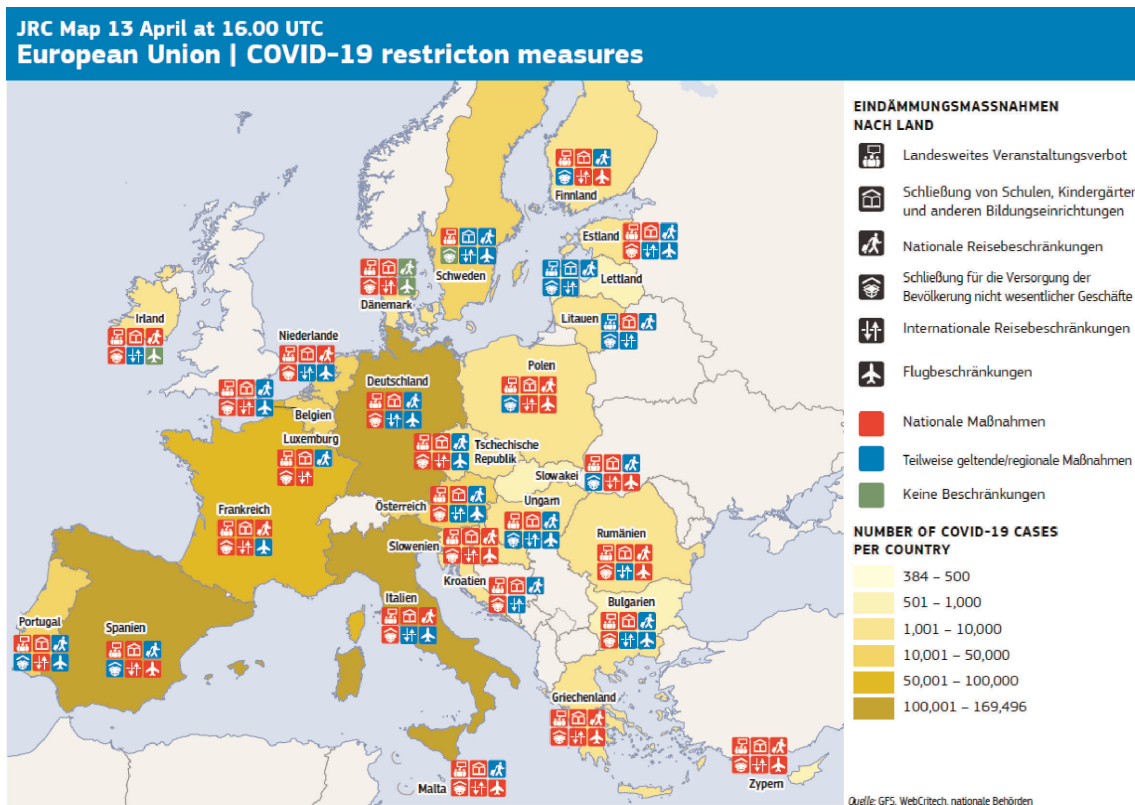 JRC Map 13 April at 16.00 UTC
European Union | COVID-19 restricton measures
Finnland
Estland
Schweden
Lettland
Dänemark
Litauen
Irland
Niederlande
Polen
Deutschland
Belgien
Luxemburg
Tschechische
Republik
Slowakei
Österreich
Ungarn
Frankreich
Rumänien
Slowenien
Kroatien
Italien
Bulgarien
Portugal
Spanien
Griechenland
Malta
Zypern
EINDÄMMUNGSMASSNAHMEN
NACH LAND
Landesweites Veranstaltungsverbot
Schließung von Schulen, Kindergärten
und anderen Bildungseinrichtungen
Nationale Reisebeschränkungen
Schließung für die Versorgung der
Bevölkerung nicht wesentlicher Geschäfte
Internationale Reisebeschränkungen
Flugbeschränkungen
Nationale Maßnahmen
Teilweise geltende/regionale Maßnahmen
Keine Beschränkungen
NUMBER OF COVID-19 CASES
PER COUNTRY
384 – 500
501 – 1,000
1,001 – 10,000
10,001 – 50,000
50,001 – 100,000
100,001 – 169,496
Quelle: GFS, WebCritech, nationale Behörden